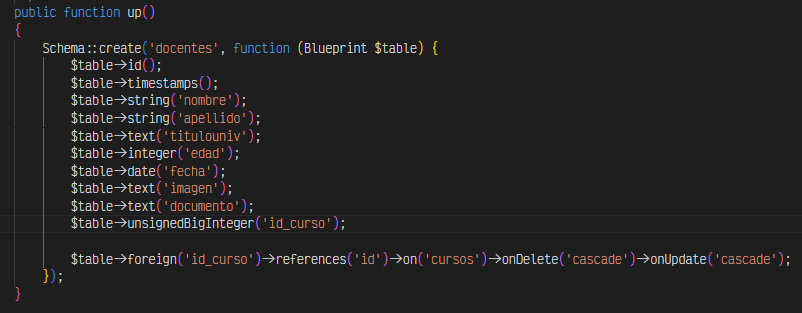 public function up()
{
    Schema::create('docentes', function (Blueprint $table) {
        $table->id();
        $table->timestamps();
        $table->string('nombre');
        $table->string('apellido');
        $table->text('titulouniv');
        $table->integer('edad');
        $table->date('fecha');
        $table->text('imagen');
        $table->text('documento');
        $table->unsignedBigInteger('id_curso');

        $table->foreign('id_curso')->references('id')->on('cursos')->onDelete('cascade')->onUpdate('cascade');
    });
}